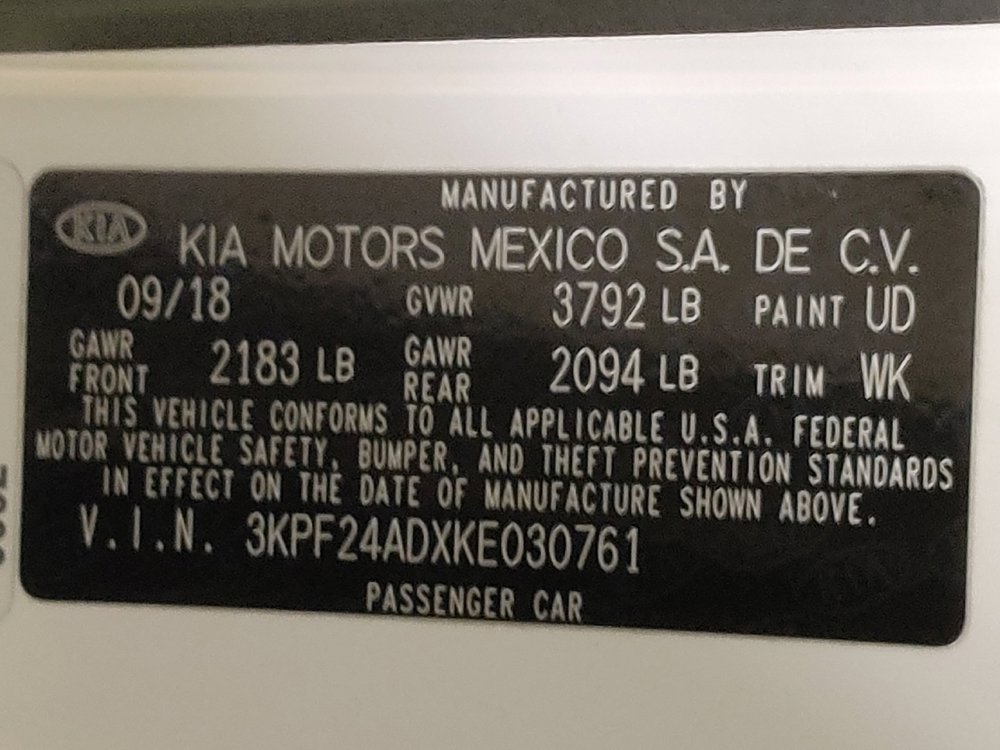 MANUFACTURED BY
KIA KIA MOTORS MEXICO S.A. DE C.V.
09/18 GVWR 3792 LB PAINT UD
GAWR FRONT 2183 LB GAWR REAR 2094 LB TRIM WK
THIS VEHICLE CONFORMS TO ALL APPLICABLE U.S.A. FEDERAL
MOTOR VEHICLE SAFETY, BUMPER, AND THEFT PREVENTION STANDARDS
IN EFFECT ON THE DATE OF MANUFACTURE SHOWN ABOVE.
V.I.N. 3KPF24ADXKE030761
PASSENGER CAR